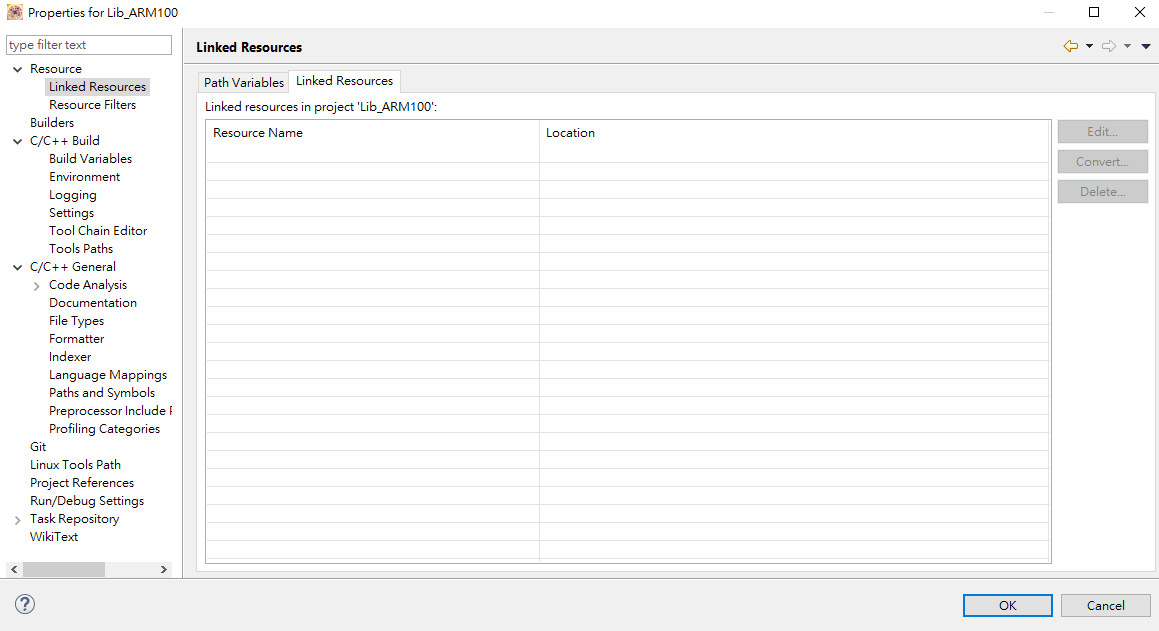 Properties for Lib_ARM100
type filter text
Resource
Linked Resources
Resource Filters
Builders
C/C++ Build
Build Variables
Environment
Logging
Settings
Tool Chain Editor
Tools Paths
C/C++ General
Code Analysis
Documentation
File Types
Formatter
Indexer
Language Mappings
Paths and Symbols
Preprocessor Include
Profiling Categories
Git
Linux Tools Path
Project References
Run/Debug Settings
Task Repository
WikiText
Linked Resources
Path Variables Linked Resources
Linked resources in project 'Lib_ARM100':
Resource Name Location
Edit...
Convert...
Delete...
OK Cancel